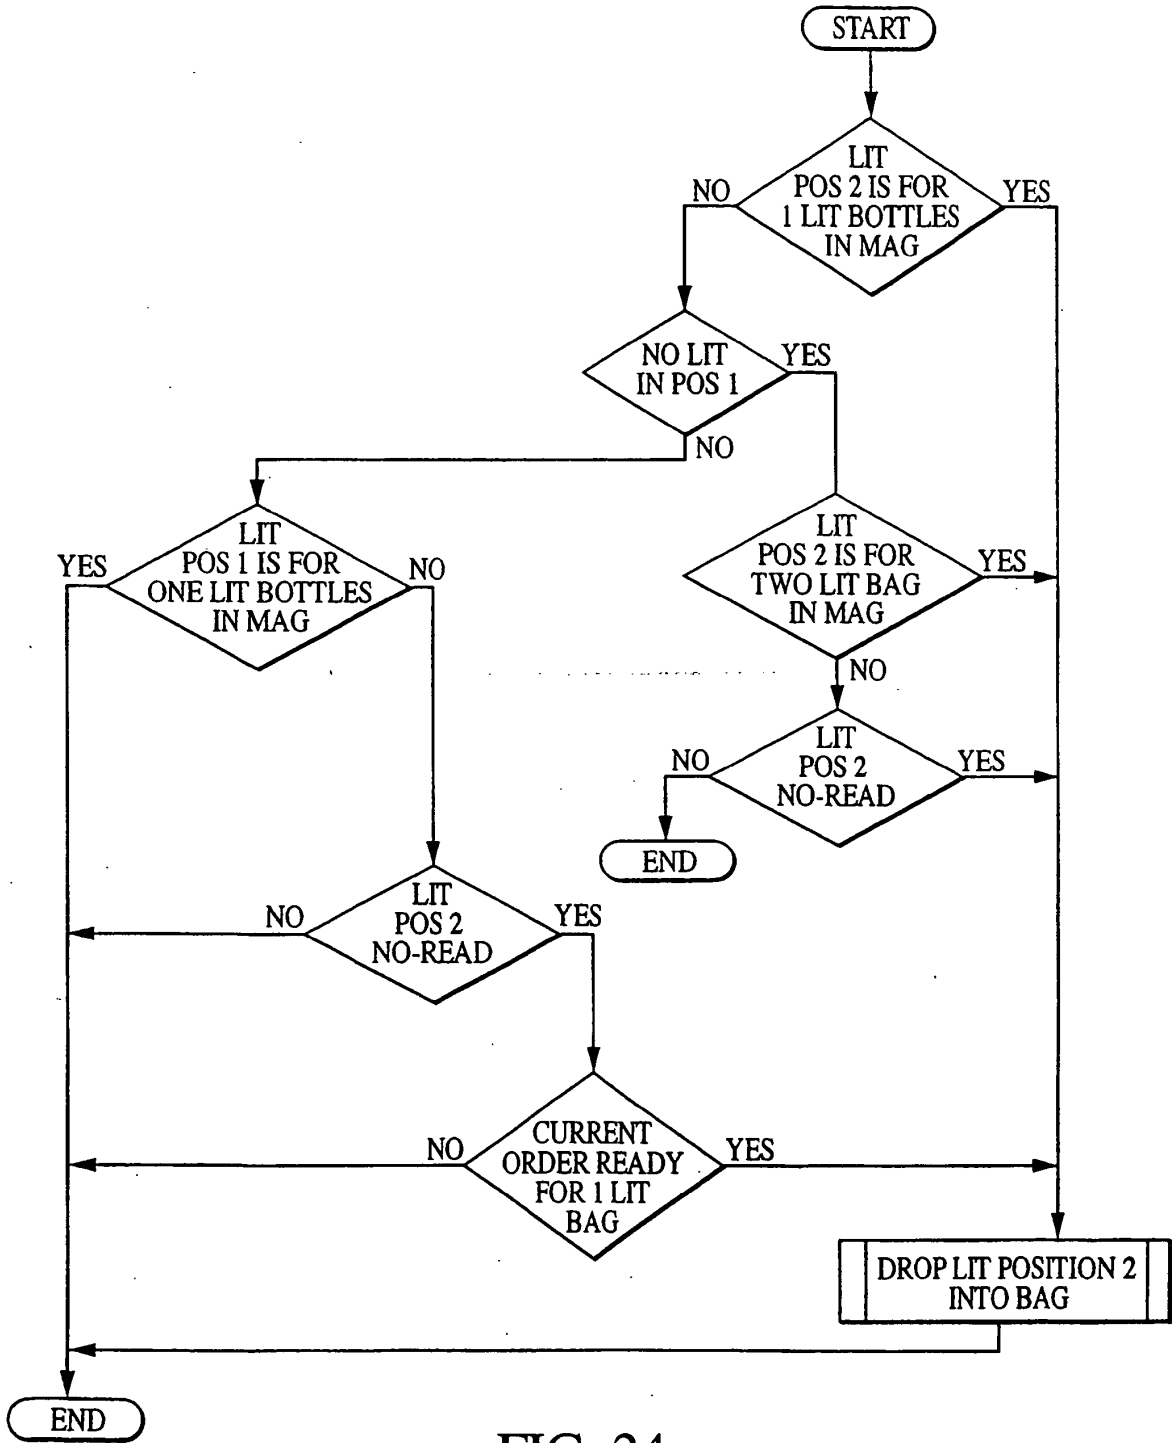 START
LIT
POS 2 IS FOR
1 LIT BOTTLES
IN MAG
NO
YES
NO LIT
IN POS 1
YES
NO
LIT
POS 1 IS FOR
ONE LIT BOTTLES
IN MAG
YES
NO
LIT
POS 2 IS FOR
TWO LIT BAG
IN MAG
YES
NO
LIT
POS 2
NO-READ
NO
YES
END
LIT
POS 2
NO-READ
NO
YES
CURRENT
ORDER READY
FOR 1 LIT
BAG
NO
YES
DROP LIT POSITION 2
INTO BAG
END